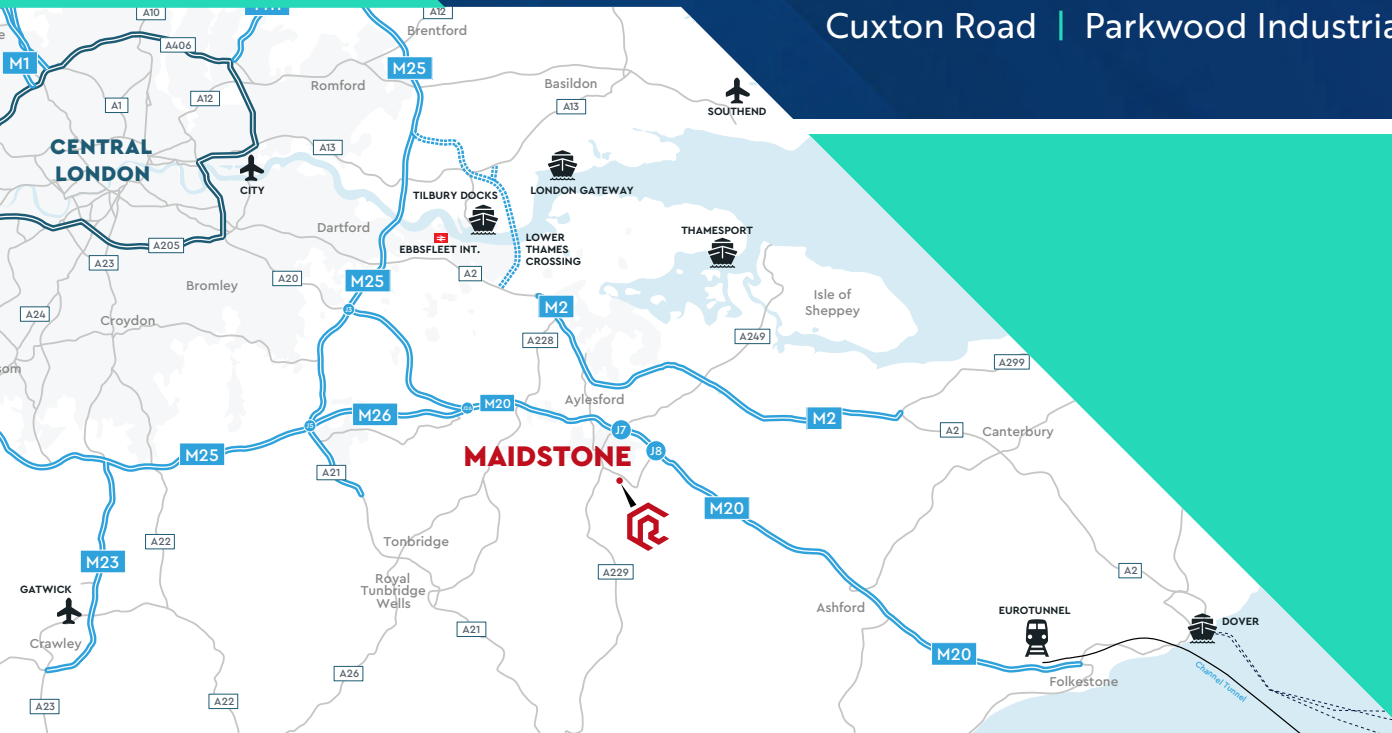 Cuxton Road | Parkwood Industria
A10
A12
Brentford
A406
M1
M25
Romford
Basildon
A1
A12
A13
SOUTHEND
CENTRAL
LONDON
A13
CITY
TILBURY DOCKS
LONDON GATEWAY
Dartford
EBBSFLEET INT.
LOWER
THAMES
CROSSING
THAMESPORT
A205
A23
A20
M25
A2
Bromley
M2
Isle of
Sheppey
A24
Croydon
A228
A249
A299
som
M26
M20
Aylesford
M2
A2
Canterbury
J5
J7
J8
M25
MAIDSTONE
A21
M20
A22
Tonbridge
M23
A229
A2
Royal
Tunbridge
Wells
GATWICK
Ashford
EUROTUNNEL
DOVER
Crawley
A21
M20
A26
Folkestone
Channel Tunnel
A23
A22